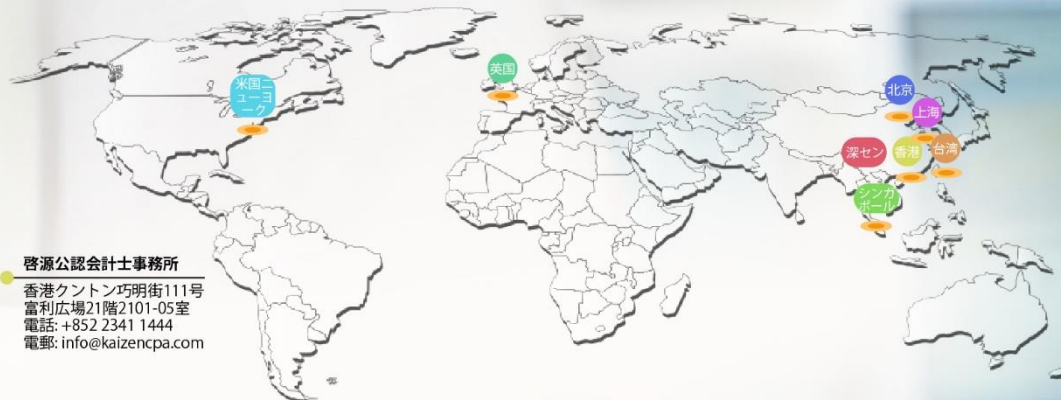 米国ニ
ューヨ
ーク
英国
北京
上海
深セン
香港
台湾
シンガ
ポール
啓源公認会計士事務所
香港クントン巧明街111号
富利広場21階2101-05室
電話: +852 2341 1444
電郵: info@kaizencpa.com